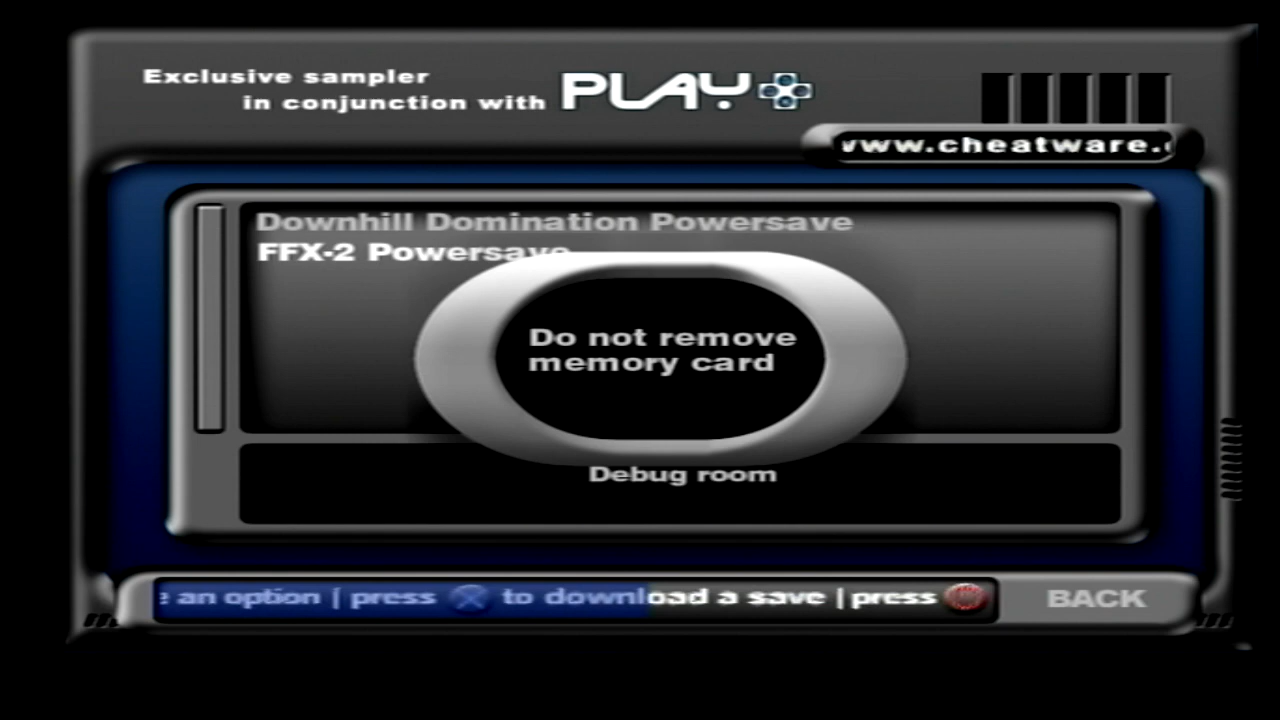 Exclusive sampler
in conjunction with PLAY
www.cheatware.
Downhill Domination Powersave
FFX-2 Powersave
Do not remove
memory card
Debug room
an option | press to download a save | press
BACK